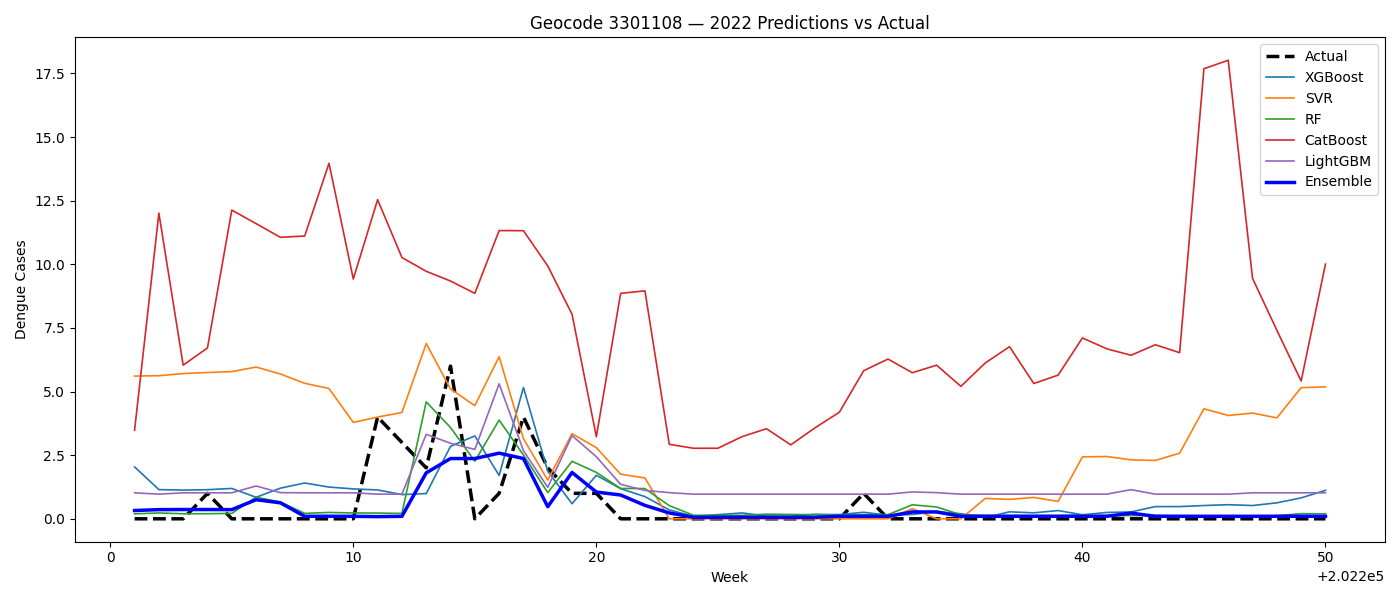 Geocode 3301108 — 2022 Predictions vs Actual
Dengue Cases
17.5
15.0
12.5
10.0
7.5
5.0
2.5
0.0
Actual
XGBoost
SVR
RF
CatBoost
LightGBM
Ensemble
0 10 20 30 40 50
Week
+2.022e5